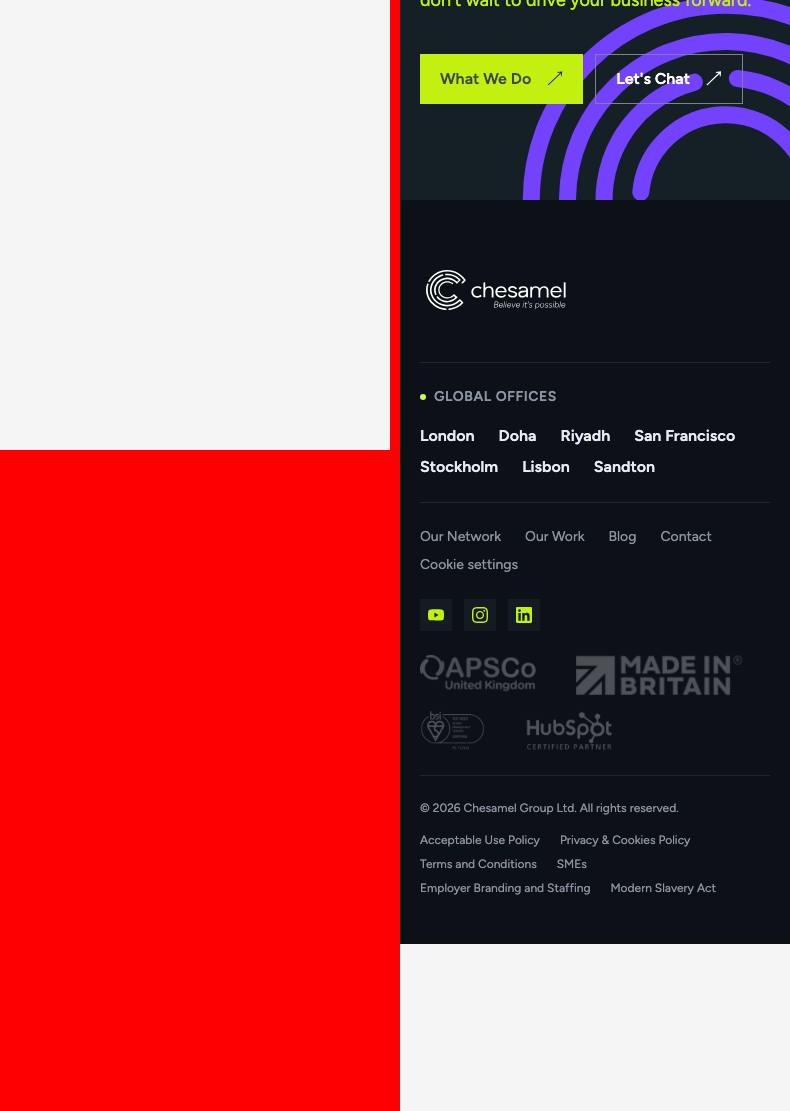 don't wait to drive your business forward.
What We Do
Let's Chat
chesamel
Believe it's possible
GLOBAL OFFICES
London Doha Riyadh San Francisco
Stockholm Lisbon Sandton
Our Network Our Work Blog Contact
Cookie settings
in
APSCo
United Kingdom
MADE IN®
BRITAIN
bsi
HubSpot
CERTIFIED PARTNER
© 2026 Chesamel Group Ltd. All rights reserved.
Acceptable Use Policy Privacy & Cookies Policy
Terms and Conditions SMEs
Employer Branding and Staffing Modern Slavery Act